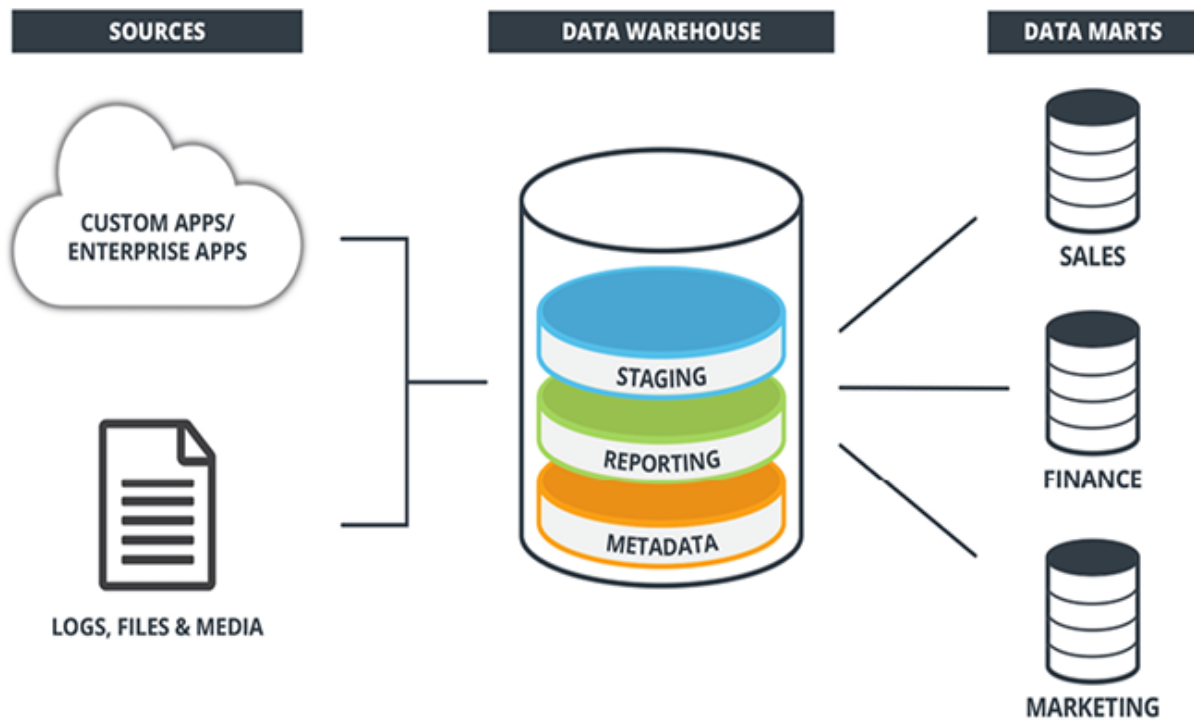 SOURCES
DATA WAREHOUSE
DATA MARTS
CUSTOM APPS/
ENTERPRISE APPS
LOGS, FILES & MEDIA
STAGING
REPORTING
METADATA
SALES
FINANCE
MARKETING